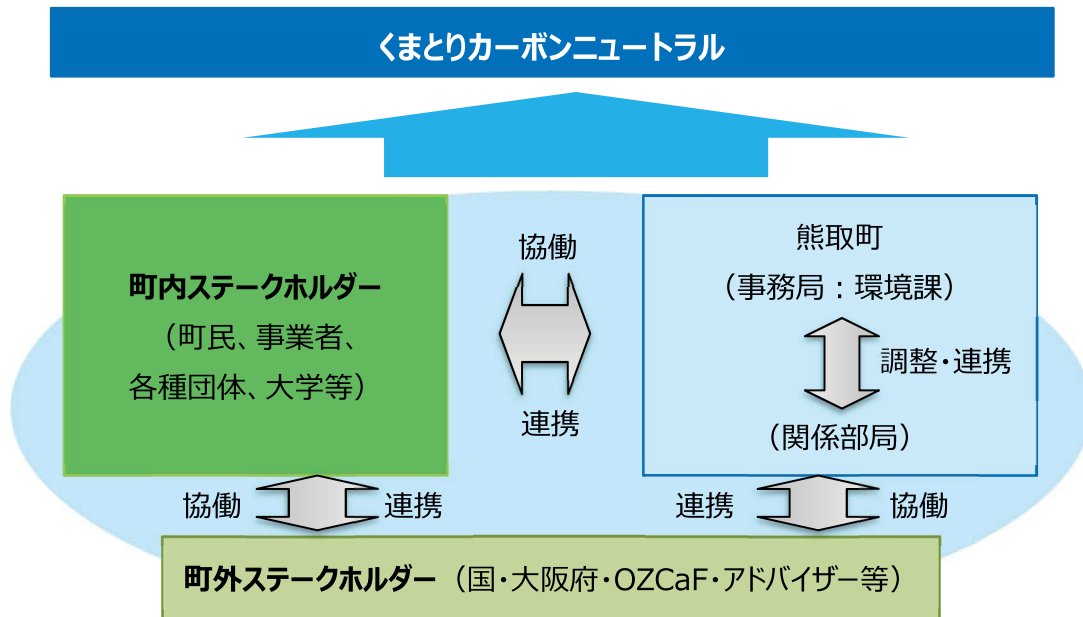 くまとりカーボンニュートラル
町内ステークホルダー
（町民、事業者、
各種団体、大学等）
協働
連携
熊取町
（事務局：環境課）
調整・連携
（関係部局）
協働 連携
連携 協働
町外ステークホルダー（国・大阪府・OZCaF・アドバイザー等）